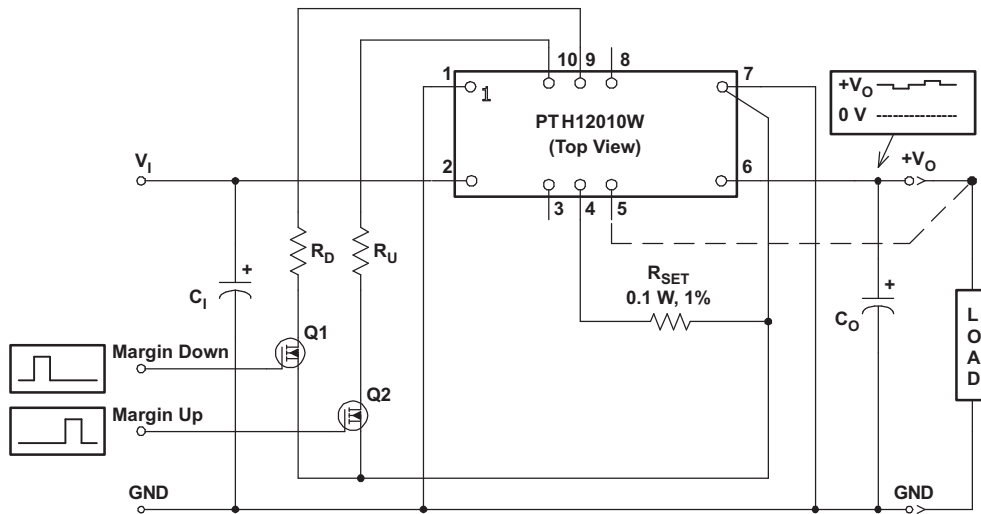 10 9 8
1
1
7
PTH12010W
(Top View)
+VO
0 V
VI
2
6
+VO
3 4 5
RD
RU
RSET
0.1 W, 1%
+
CI
+
CO
L
O
A
D
Q1
Margin Down
Q2
Margin Up
GND
GND